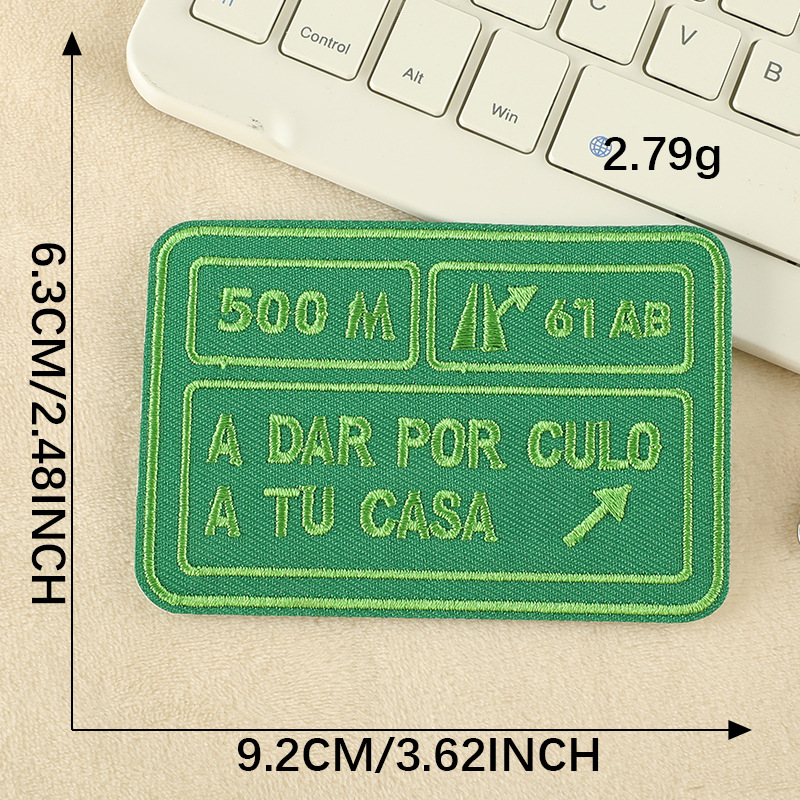 Control
Alt
Win
C
V
B
2.79g
6.3CM/2.48INCH
500 M
61 AB
A DAR POR CULO
A TU CASA
9.2CM/3.62INCH